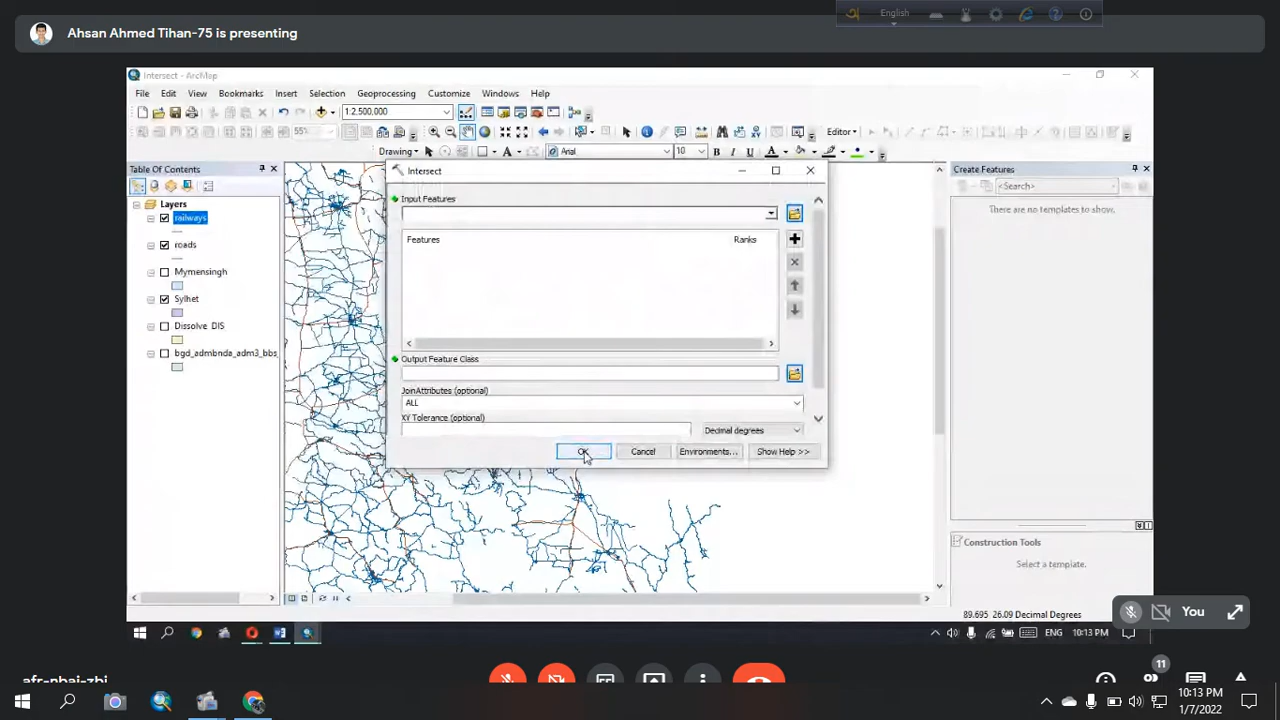 English
Ahsan Ahmed Tihan-75 is presenting
Intersect - ArcMap
File Edit View Bookmarks Insert Selection Geoprocessing Customize Windows Help
1:2,500,000
55%
Editor
Drawing
Arial
10
B I U A
Table Of Contents
Layers
railways
roads
Mymensingh
Sylhet
Dissolve_DIS
bgd_admbnda_adm3_bbs_
Intersect
Input Features
Features Ranks
Output Feature Class
JoinAttributes (optional)
ALL
XY Tolerance (optional)
Decimal degrees
OK Cancel Environments... Show Help >>
Create Features
<Search>
There are no templates to show.
Construction Tools
Select a template.
89.695 26.09 Decimal Degrees
You
ENG 10:13 PM
11
10:13 PM
1/7/2022